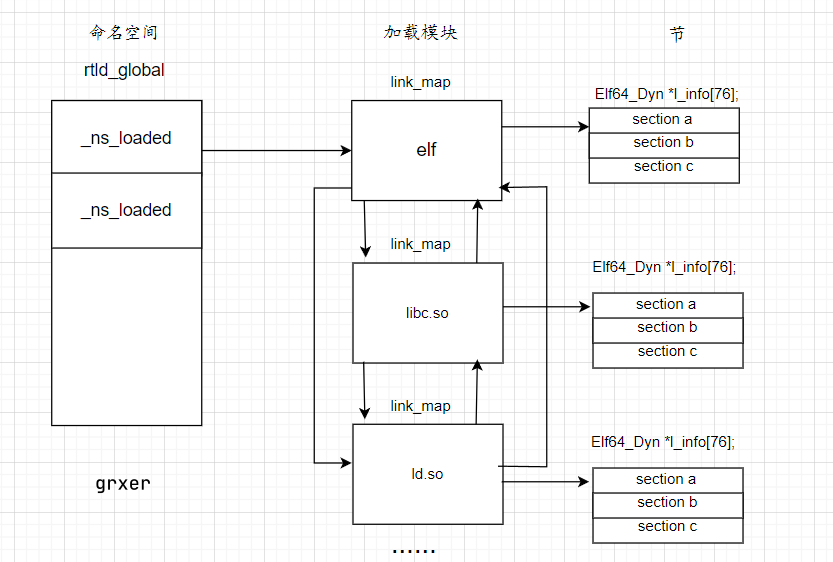 命名空间
加载模块
节
rtld_global
_ns_loaded
_ns_loaded
grxer
link_map
elf
link_map
libc.so
link_map
ld.so
......
Elf64_Dyn *l_info[76];
section a
section b
section c
Elf64_Dyn *l_info[76];
section a
section b
section c
Elf64_Dyn *l_info[76];
section a
section b
section c